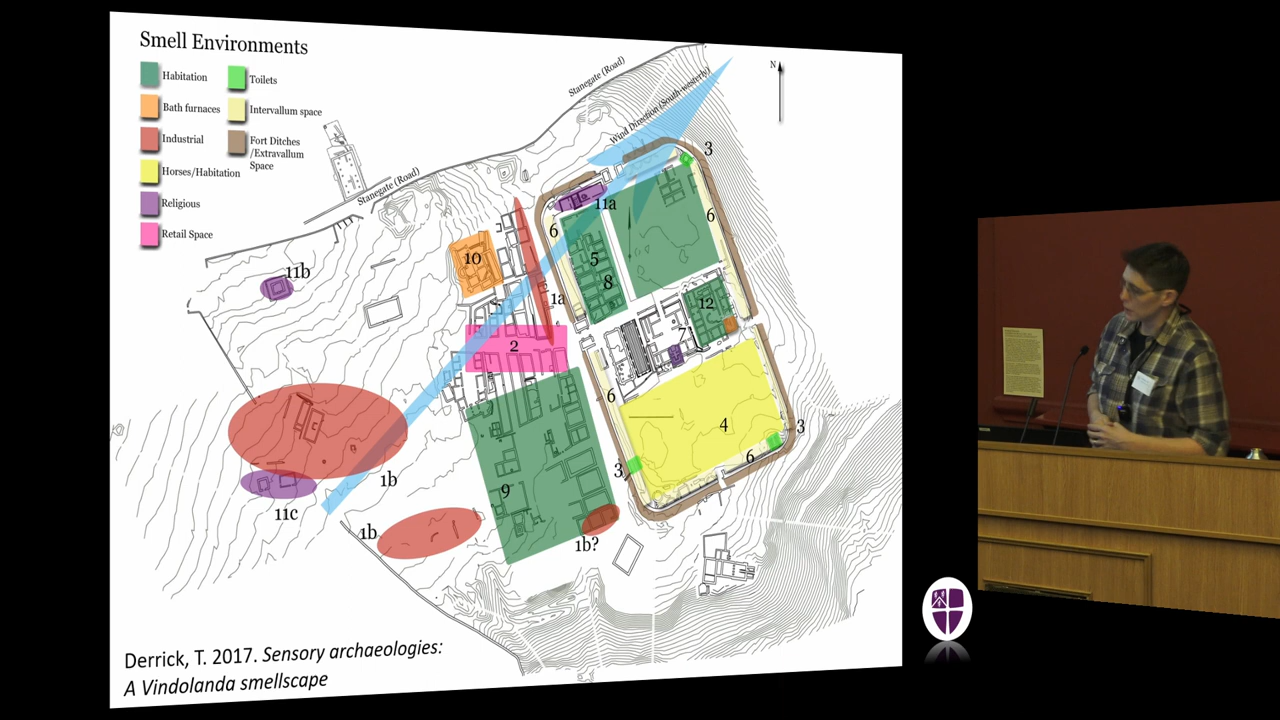 Smell Environments
Habitation
Bath furnaces
Industrial
Horses/Habitation
Religious
Retail Space
Toilets
Intervallum space
Fort Ditches
/Extravallum
Space
Stanegate (Road)
Wind Direction (South-westerly)
N
Stanegate (Road)
3
11a
6
6
10
5
11b
8
1a
12
7
2
6
4
3
6
3
1b
9
11c
1b
1b?
Derrick, T. 2017. Sensory archaeologies:
A Vindolanda smellscape